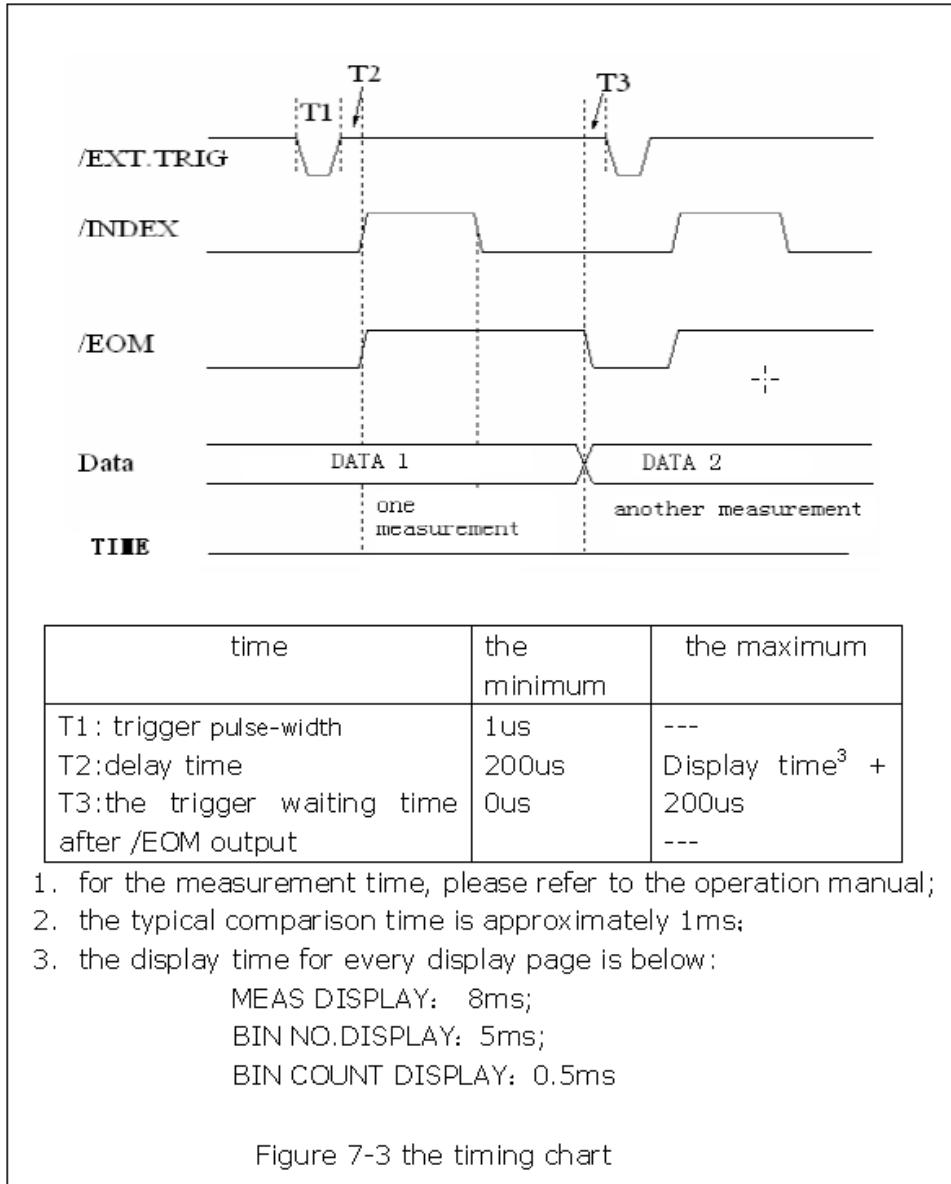 T2
T3
T1
/EXT.TRIG
/INDEX
/EOM
Data DATA 1 DATA 2
one
measurement
another measurement
TIME
time the minimum the maximum
T1: trigger pulse-width 1us ---
T2:delay time 200us Display time³ + 200us
T3:the trigger waiting time after /EOM output 0us ---
1. for the measurement time, please refer to the operation manual;
2. the typical comparison time is approximately 1ms;
3. the display time for every display page is below:
MEAS DISPLAY: 8ms;
BIN NO.DISPLAY: 5ms;
BIN COUNT DISPLAY: 0.5ms
Figure 7-3 the timing chart